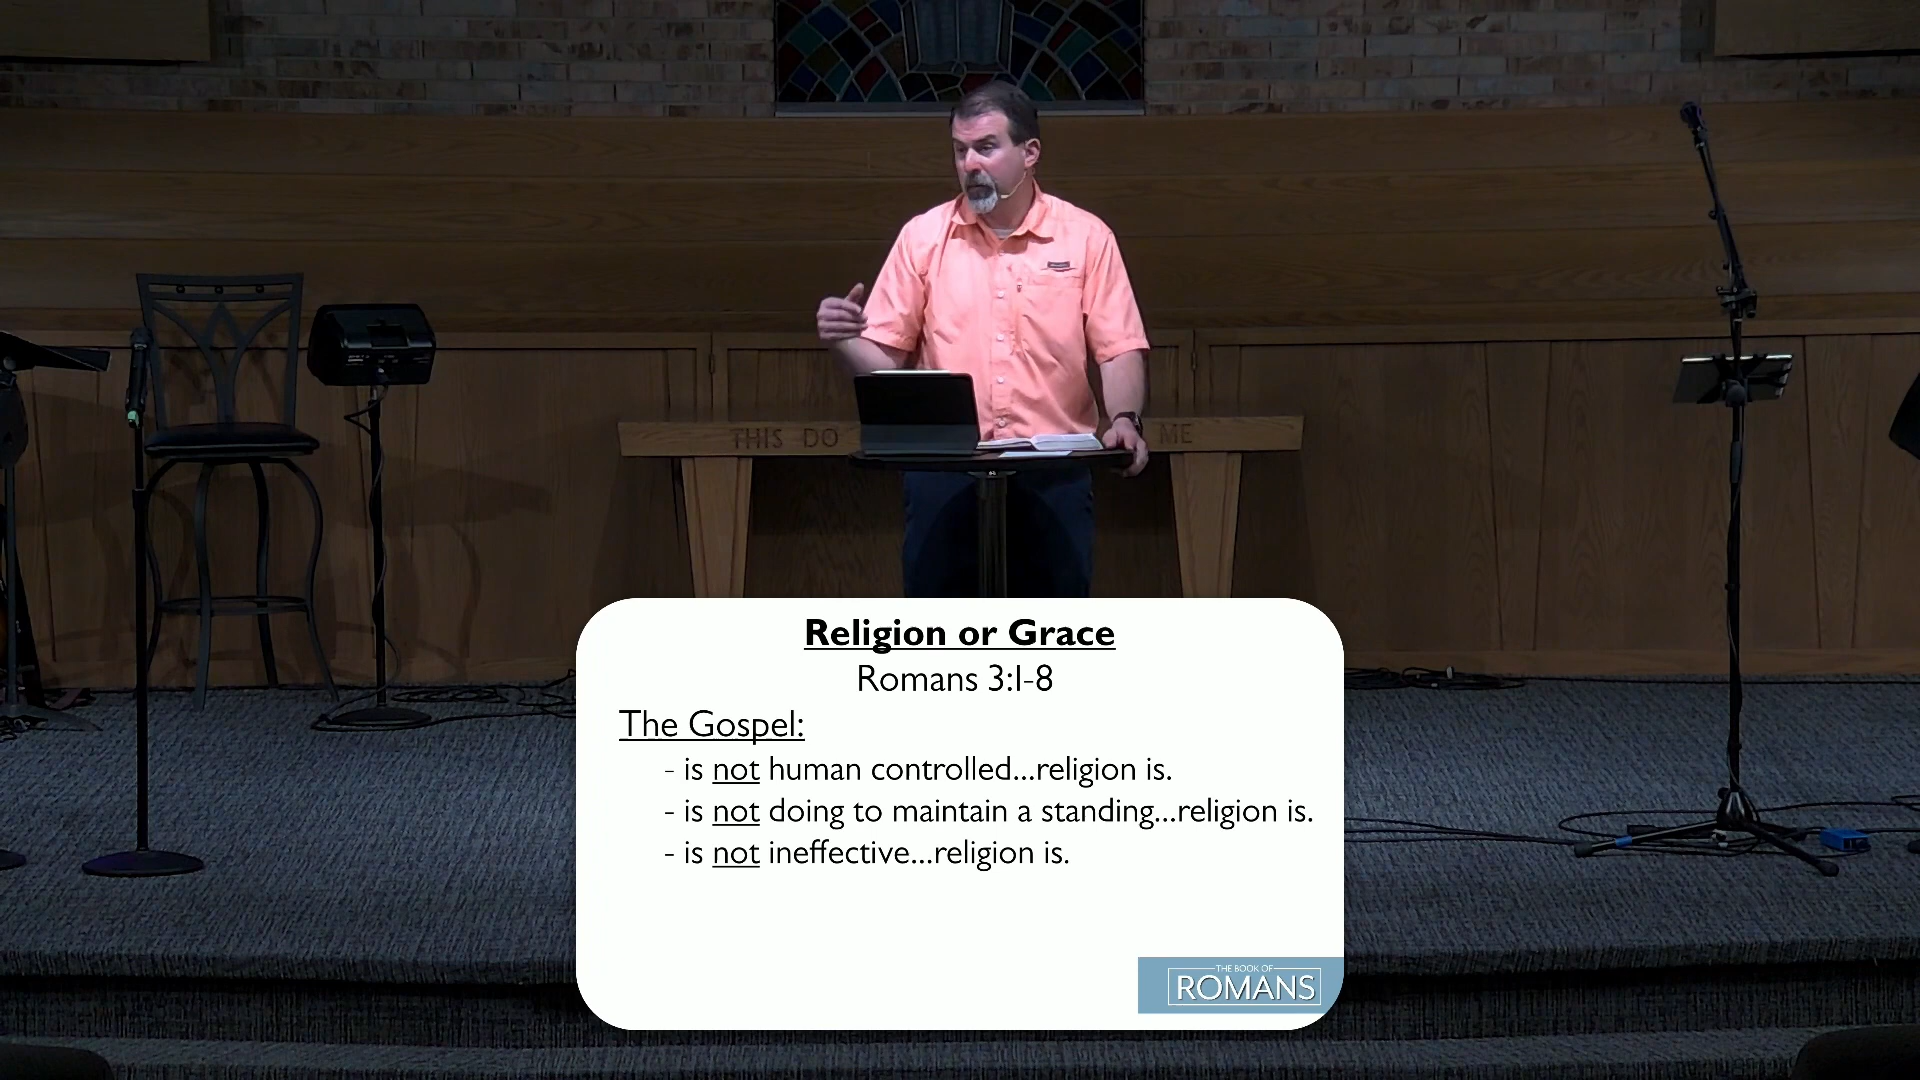 THIS DO ME
Religion or Grace
Romans 3:1-8
The Gospel:
- is not human controlled...religion is.
- is not doing to maintain a standing...religion is.
- is not ineffective...religion is.
THE BOOK OF
ROMANS